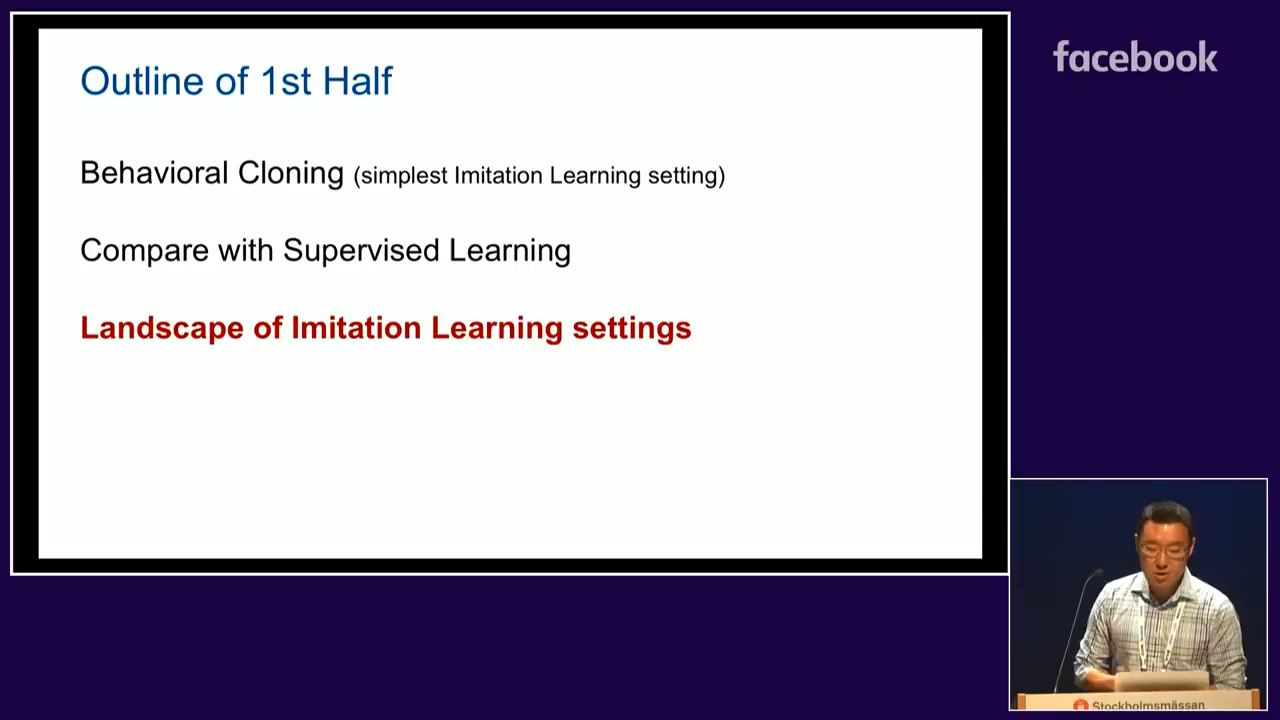 Outline of 1st Half
facebook
Behavioral Cloning (simplest Imitation Learning setting)
Compare with Supervised Learning
Landscape of Imitation Learning settings
Stockholmsmässan